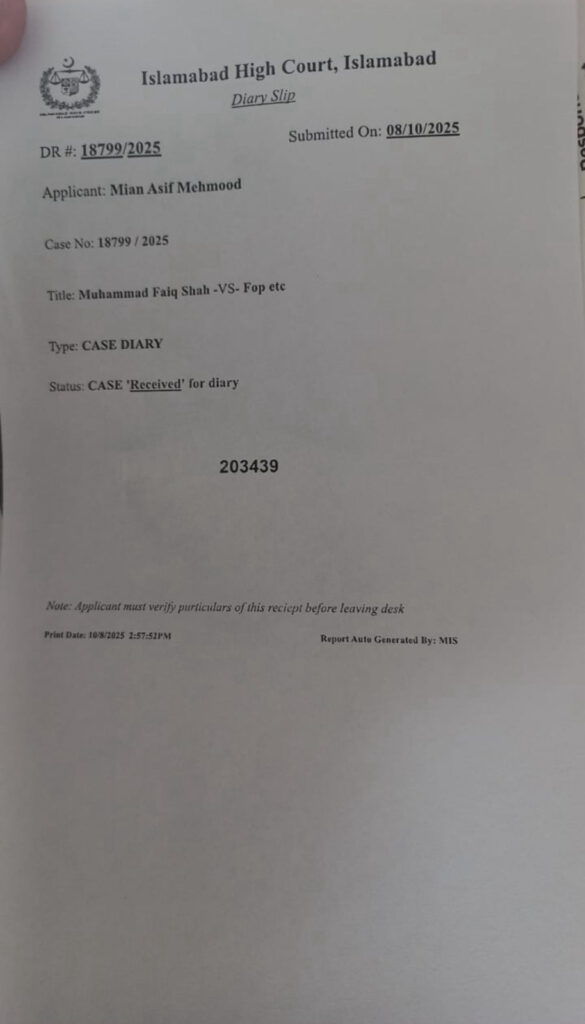 Islamabad High Court, Islamabad
Diary Slip
DR #: 18799/2025
Submitted On: 08/10/2025
Applicant: Mian Asif Mehmood
Case No: 18799 / 2025
Title: Muhammad Faiq Shah -VS- Fop etc
Type: CASE DIARY
Status: CASE 'Received' for diary
203439
Note: Applicant must verify purticulars of this reciept before leaving desk
Print Date: 10/8/2025 2:57:52PM
Report Auto Generated By: MIS